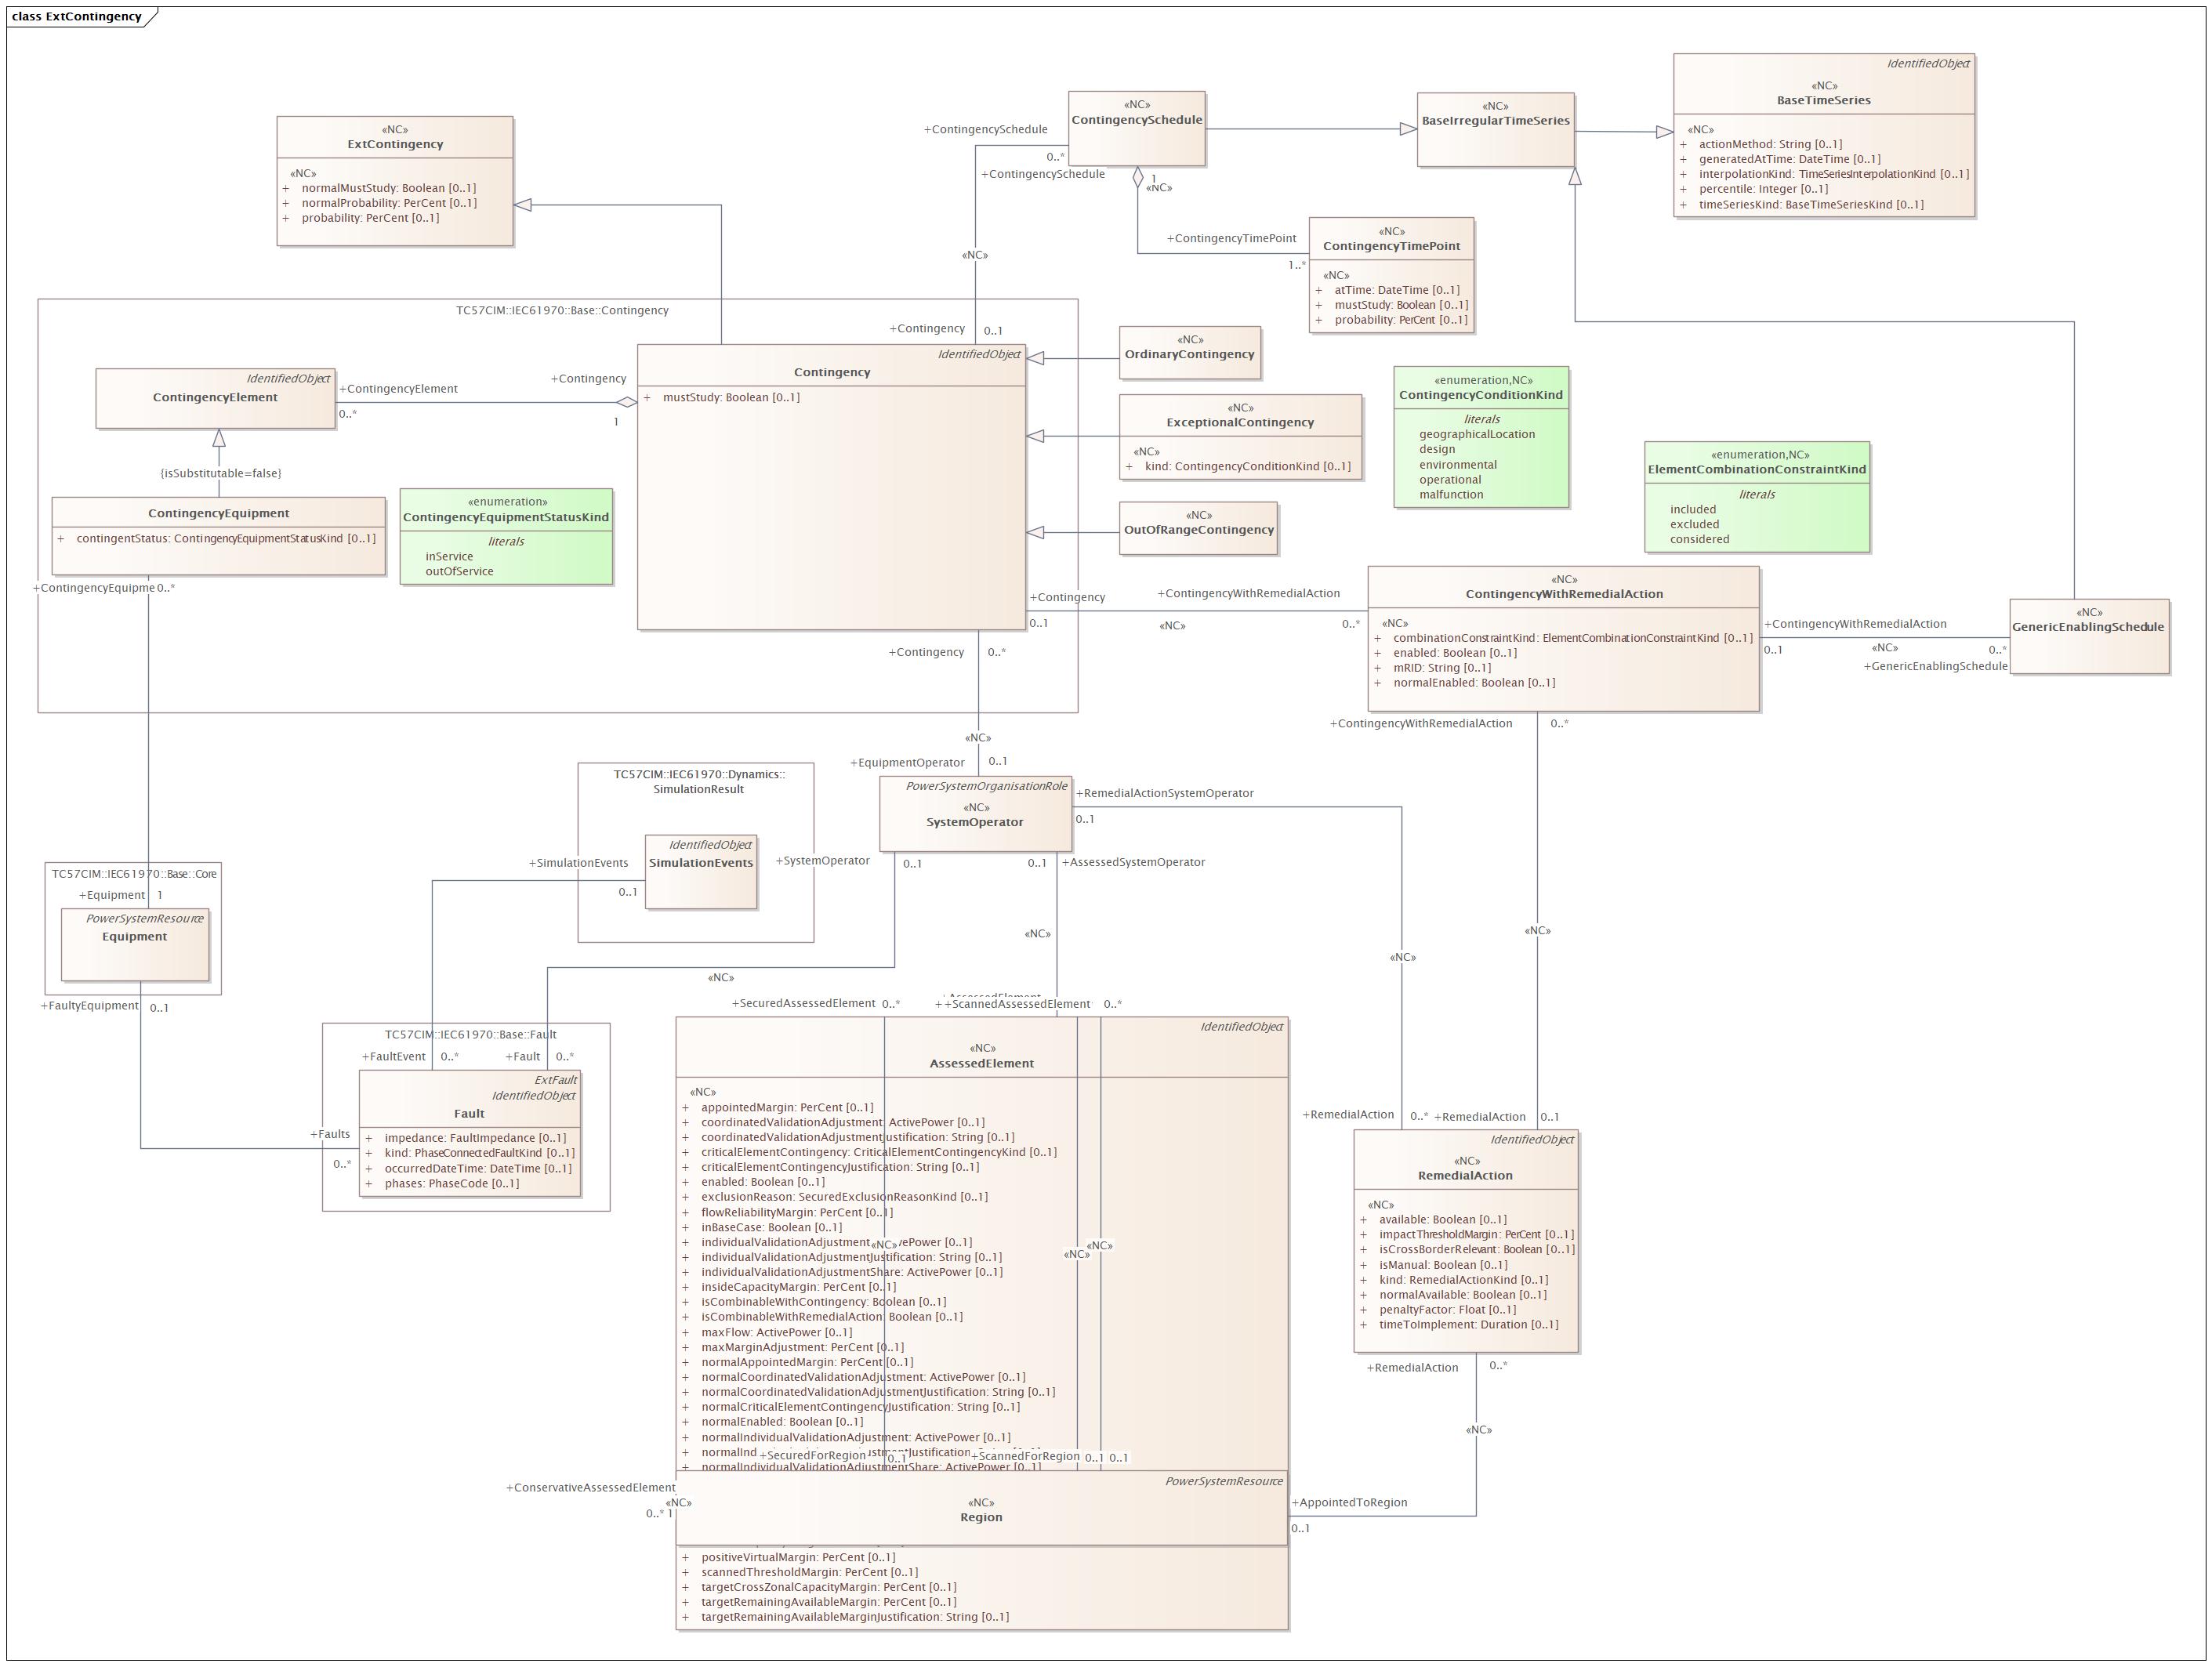 class ExtContingency
«NC»
ExtContingency
«NC»
+ normalMustStudy: Boolean [0..1]
+ normalProbability: PerCent [0..1]
+ probability: PerCent [0..1]
+ContingencySchedule
0..*
«NC»
ContingencySchedule
+ContingencySchedule
1
«NC»
«NC»
BaseIrregularTimeSeries
IdentifiedObject
«NC»
BaseTimeSeries
«NC»
+ actionMethod: String [0..1]
+ generatedAtTime: DateTime [0..1]
+ interpolationKind: TimeSeriesInterpolationKind [0..1]
+ percentile: Integer [0..1]
+ timeSeriesKind: BaseTimeSeriesKind [0..1]
«NC»
+ContingencyTimePoint
1..*
«NC»
ContingencyTimePoint
«NC»
+ atTime: DateTime [0..1]
+ mustStudy: Boolean [0..1]
+ probability: PerCent [0..1]
TC57CIM::IEC61970::Base::Contingency
+Contingency
0..1
IdentifiedObject
ContingencyElement
+ContingencyElement
0..*
+Contingency
1
IdentifiedObject
Contingency
+ mustStudy: Boolean [0..1]
«NC»
OrdinaryContingency
«NC»
ExceptionalContingency
«NC»
+ kind: ContingencyConditionKind [0..1]
«NC»
OutOfRangeContingency
«enumeration,NC»
ContingencyConditionKind
literals
geographicalLocation
design
environmental
operational
malfunction
«enumeration,NC»
ElementCombinationConstraintKind
literals
included
excluded
considered
{isSubstitutable=false}
ContingencyEquipment
+ contingentStatus: ContingencyEquipmentStatusKind [0..1]
«enumeration»
ContingencyEquipmentStatusKind
literals
inService
outOfService
+ContingencyEquipme
0..*
+Contingency
0..1
+ContingencyWithRemedialAction
«NC»
0..*
«NC»
ContingencyWithRemedialAction
«NC»
+ combinationConstraintKind: ElementCombinationConstraintKind [0..1]
+ enabled: Boolean [0..1]
+ mRID: String [0..1]
+ normalEnabled: Boolean [0..1]
+ContingencyWithRemedialAction
0..1
«NC»
0..*
+GenericEnablingSchedule
«NC»
GenericEnablingSchedule
+Contingency
0..*
«NC»
+EquipmentOperator
0..1
+ContingencyWithRemedialAction
0..*
TC57CIM::IEC61970::Dynamics::
SimulationResult
IdentifiedObject
SimulationEvents
+SimulationEvents
0..1
PowerSystemOrganisationRole
«NC»
SystemOperator
+RemedialActionSystemOperator
0..1
+SystemOperator
0..1
0..1
+AssessedSystemOperator
TC57CIM::IEC61970::Base::Core
+Equipment
1
PowerSystemResource
Equipment
+FaultyEquipment
0..1
«NC»
«NC»
«NC»
«NC»
TC57CIM::IEC61970::Base::Fault
+FaultEvent
0..*
+Fault
0..*
ExtFault
IdentifiedObject
Fault
+ impedance: FaultImpedance [0..1]
+ kind: PhaseConnectedFaultKind [0..1]
+ occurredDateTime: DateTime [0..1]
+ phases: PhaseCode [0..1]
+Faults
0..*
+SecuredAssessedElement
0..*
+ +ScannedAssessedElement
0..*
IdentifiedObject
«NC»
AssessedElement
«NC»
+ appointedMargin: PerCent [0..1]
+ coordinatedValidationAdjustment: ActivePower [0..1]
+ coordinatedValidationAdjustmentJustification: String [0..1]
+ criticalElementContingency: CriticalElementContingencyKind [0..1]
+ criticalElementContingencyJustification: String [0..1]
+ enabled: Boolean [0..1]
+ exclusionReason: SecuredExclusionReasonKind [0..1]
+ flowReliabilityMargin: PerCent [0..1]
+ inBaseCase: Boolean [0..1]
+ individualValidationAdjustment «NC» vePower [0..1]
+ individualValidationAdjustmentJustification: String [0..1]
+ individualValidationAdjustmentShare: ActivePower [0..1]
+ insideCapacityMargin: PerCent [0..1]
+ isCombinableWithContingency: Boolean [0..1]
+ isCombinableWithRemedialAction: Boolean [0..1]
+ maxFlow: ActivePower [0..1]
+ maxMarginAdjustment: PerCent [0..1]
+ normalAppointedMargin: PerCent [0..1]
+ normalCoordinatedValidationAdjustment: ActivePower [0..1]
+ normalCoordinatedValidationAdjustmentJustification: String [0..1]
+ normalCriticalElementContingencyJustification: String [0..1]
+ normalEnabled: Boolean [0..1]
+ normalIndividualValidationAdjustment: ActivePower [0..1]
+ normalIndividualValidationAdjustmentShare: ActivePower [0..1]
«NC»
«NC»
+SecuredForRegion
0..1
+ScannedForRegion
0..1 0..1
+ConservativeAssessedElement
«NC»
0..* 1
PowerSystemResource
«NC»
Region
+ positiveVirtualMargin: PerCent [0..1]
+ scannedThresholdMargin: PerCent [0..1]
+ targetCrossZonalCapacityMargin: PerCent [0..1]
+ targetRemainingAvailableMargin: PerCent [0..1]
+ targetRemainingAvailableMarginJustification: String [0..1]
+RemedialAction
0..*
+RemedialAction
0..1
IdentifiedObject
«NC»
RemedialAction
«NC»
+ available: Boolean [0..1]
+ impactThresholdMargin: PerCent [0..1]
+ isCrossBorderRelevant: Boolean [0..1]
+ isManual: Boolean [0..1]
+ kind: RemedialActionKind [0..1]
+ normalAvailable: Boolean [0..1]
+ penaltyFactor: Float [0..1]
+ timeToImplement: Duration [0..1]
+RemedialAction
0..*
«NC»
+AppointedToRegion
0..1